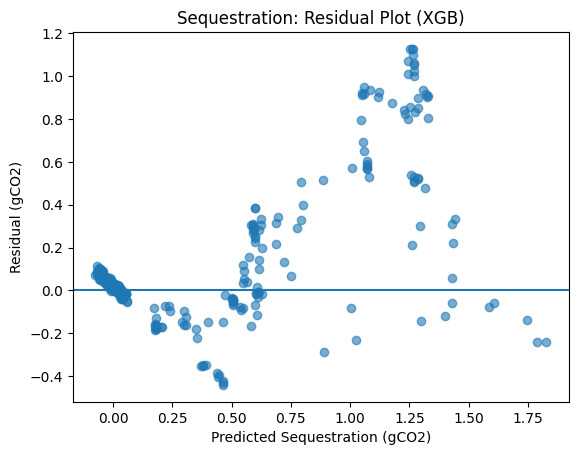 Sequestration: Residual Plot (XGB)
1.2
1.0
0.8
0.6
0.4
0.2
0.0
−0.2
−0.4
Residual (gCO2)
0.00 0.25 0.50 0.75 1.00 1.25 1.50 1.75
Predicted Sequestration (gCO2)